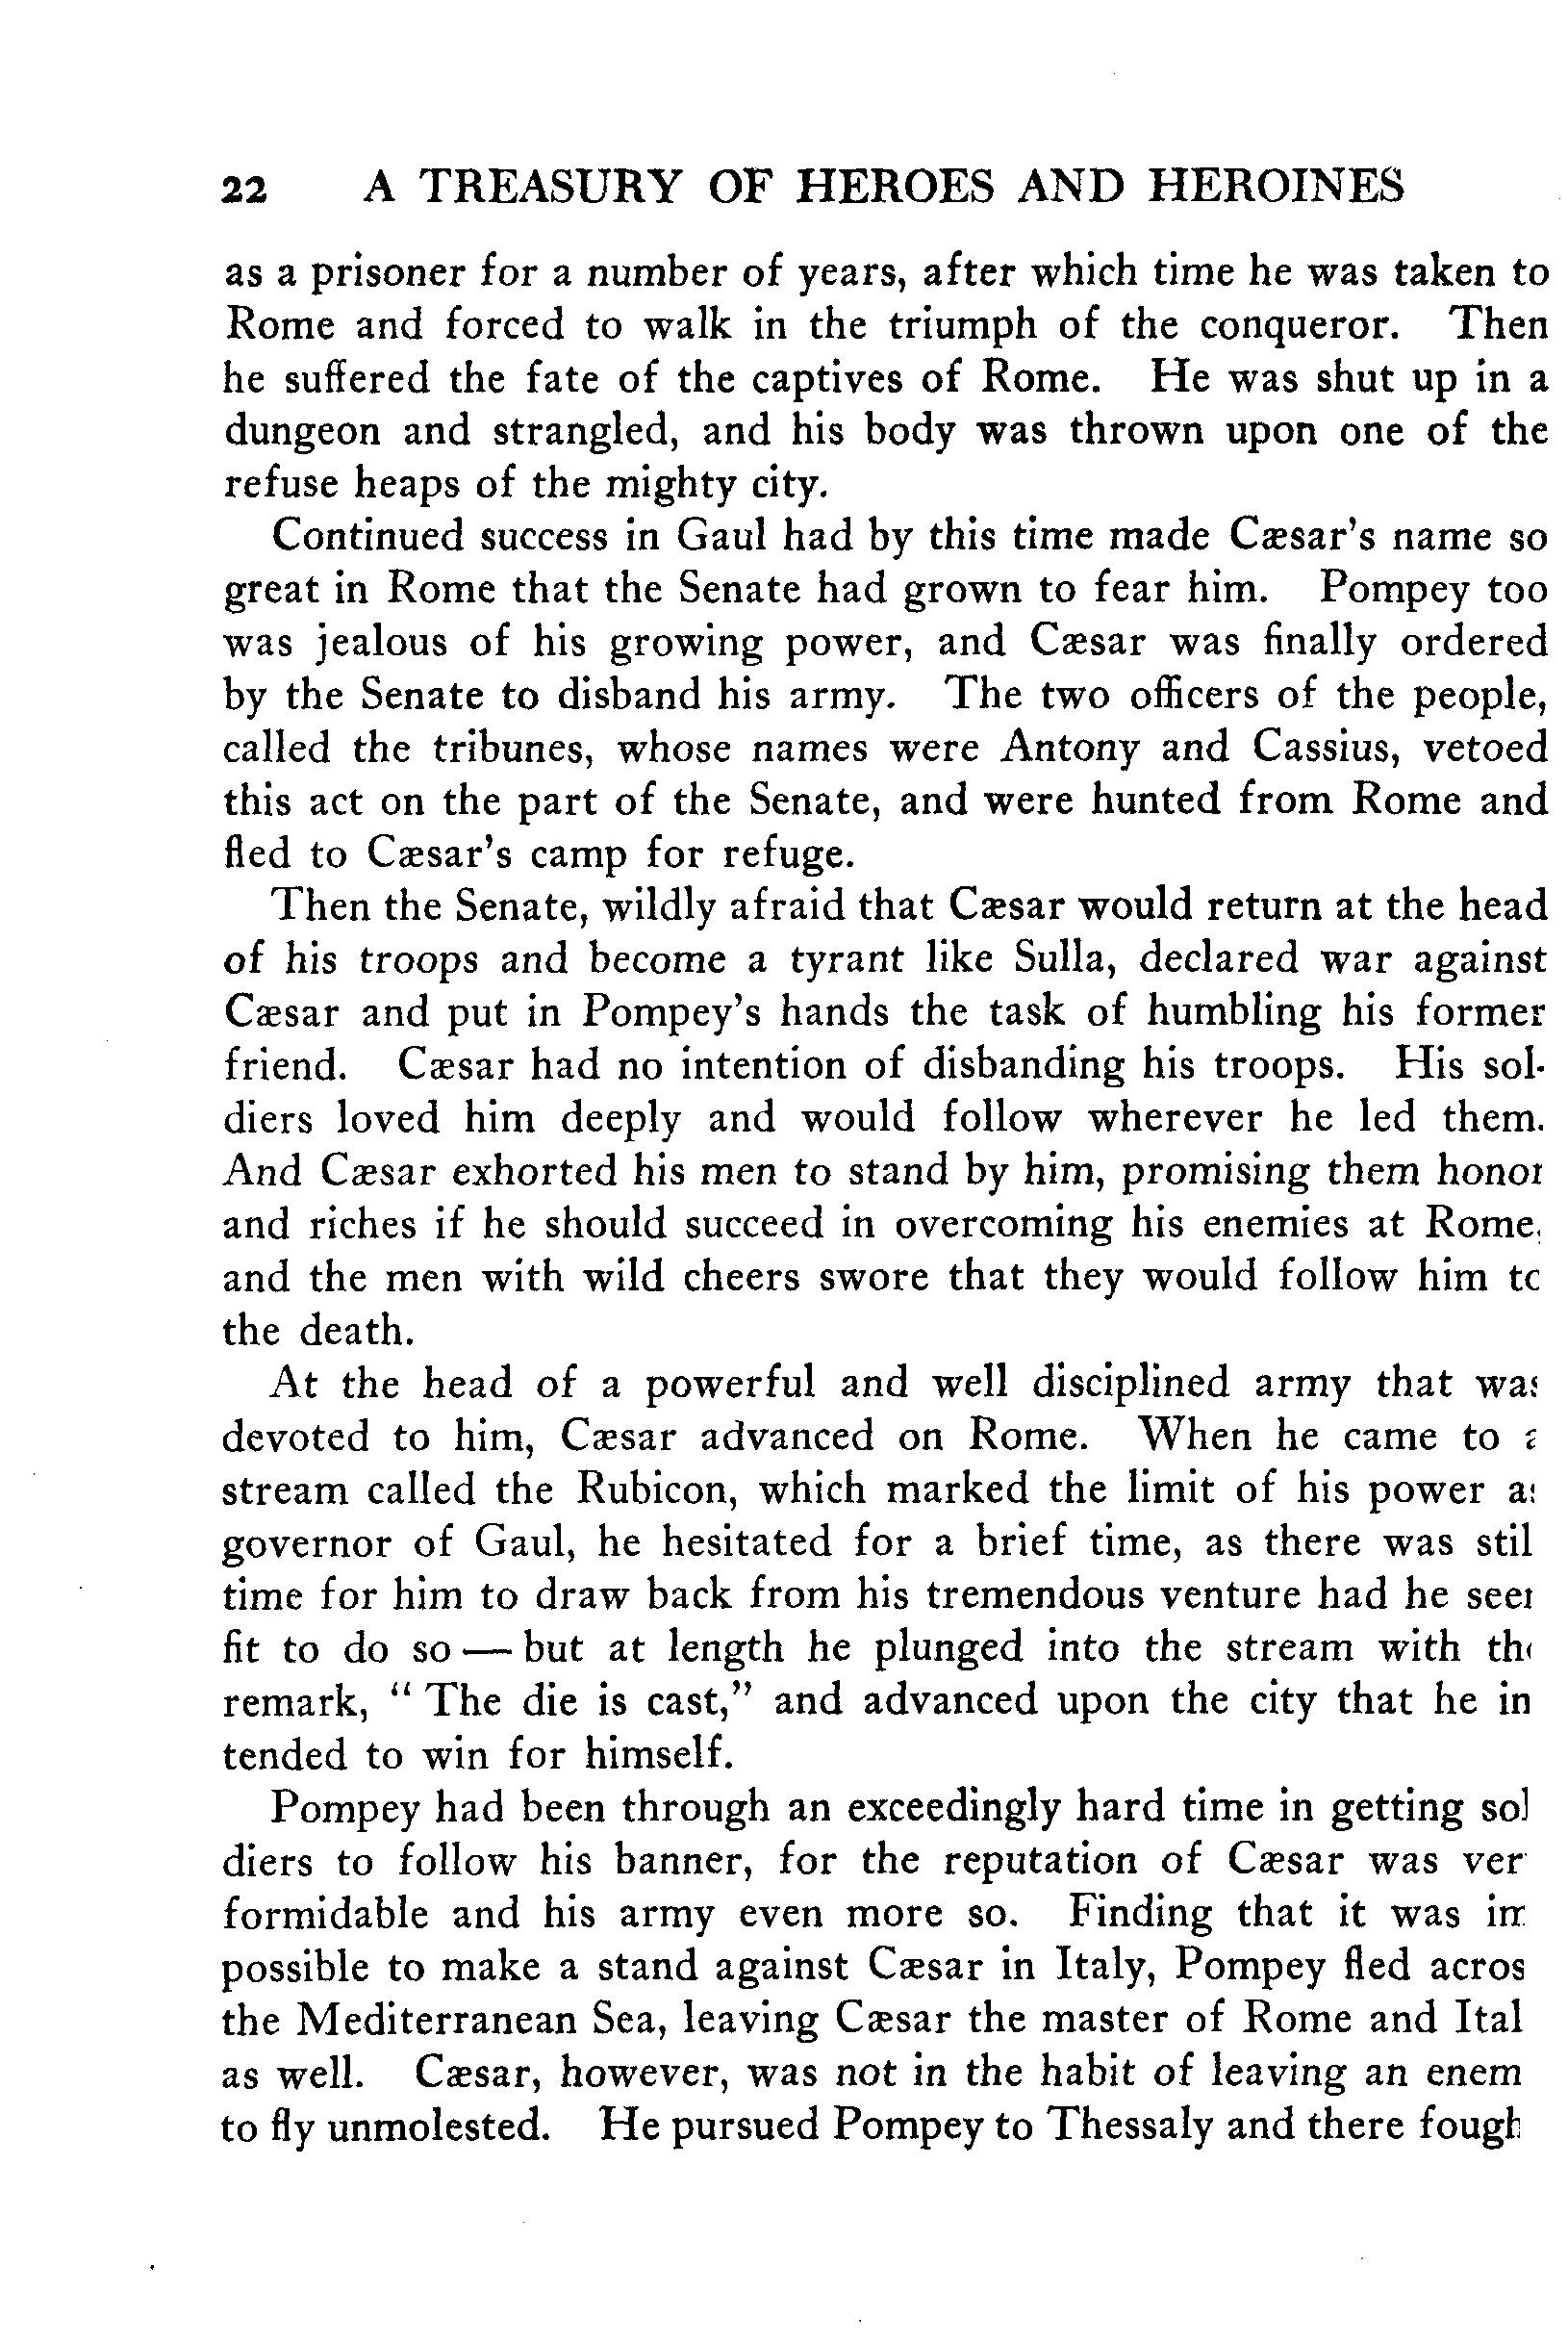 22 A TREASURY OF HEROES AND HEROINES
as a prisoner for a number of years, after which time he was taken to
Rome and forced to walk in the triumph of the conqueror. Then
he suffered the fate of the captives of Rome. He was shut up in a
dungeon and strangled, and his body was thrown upon one of the
refuse heaps of the mighty city.
Continued success in Gaul had by this time made Cæsar's name so
great in Rome that the Senate had grown to fear him. Pompey too
was jealous of his growing power, and Cæsar was finally ordered
by the Senate to disband his army. The two officers of the people,
called the tribunes, whose names were Antony and Cassius, vetoed
this act on the part of the Senate, and were hunted from Rome and
fled to Cæsar's camp for refuge.
Then the Senate, wildly afraid that Cæsar would return at the head
of his troops and become a tyrant like Sulla, declared war against
Cæsar and put in Pompey's hands the task of humbling his former
friend. Cæsar had no intention of disbanding his troops. His sol-
diers loved him deeply and would follow wherever he led them.
And Cæsar exhorted his men to stand by him, promising them honor
and riches if he should succeed in overcoming his enemies at Rome,
and the men with wild cheers swore that they would follow him to
the death.
At the head of a powerful and well disciplined army that was
devoted to him, Cæsar advanced on Rome. When he came to a
stream called the Rubicon, which marked the limit of his power as
governor of Gaul, he hesitated for a brief time, as there was stil
time for him to draw back from his tremendous venture had he seen
fit to do so — but at length he plunged into the stream with the
remark, "The die is cast," and advanced upon the city that he in
tended to win for himself.
Pompey had been through an exceedingly hard time in getting sol
diers to follow his banner, for the reputation of Cæsar was ver
formidable and his army even more so. Finding that it was im
possible to make a stand against Cæsar in Italy, Pompey fled acros
the Mediterranean Sea, leaving Cæsar the master of Rome and Ital
as well. Cæsar, however, was not in the habit of leaving an enem
to fly unmolested. He pursued Pompey to Thessaly and there fough